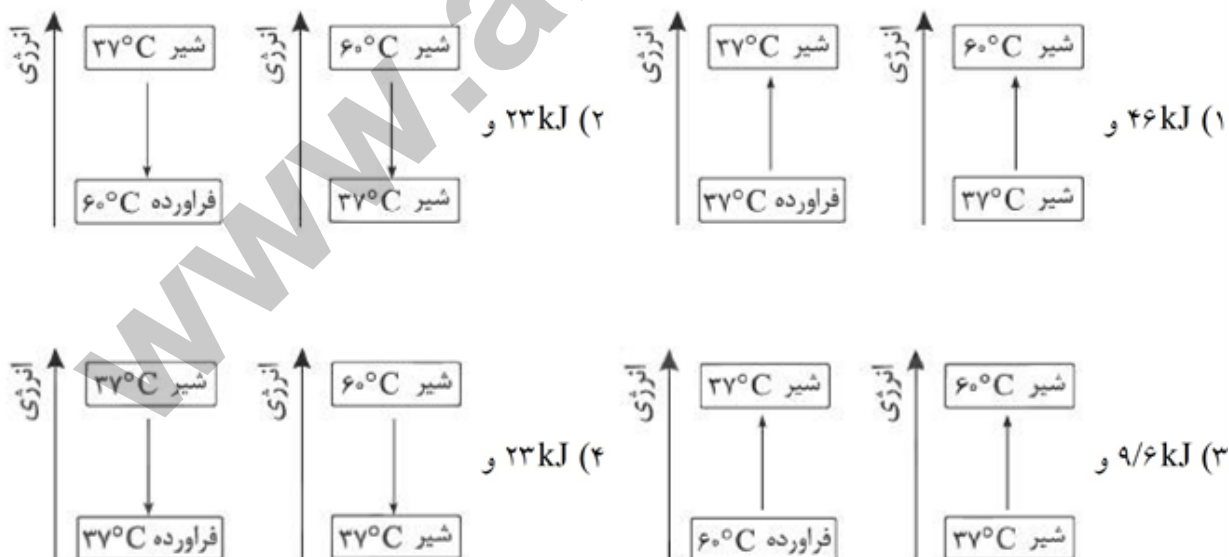 ۱) ۴۶kJ و
انرژی
شیر ۶۰°C
شیر ۳۷°C
انرژی
شیر ۳۷°C
فراورده ۳۷°C
۲) ۲۳kJ و
انرژی
شیر ۶۰°C
شیر ۳۷°C
انرژی
شیر ۳۷°C
فراورده ۶۰°C
۳) ۹/۶kJ و
انرژی
شیر ۶۰°C
شیر ۳۷°C
انرژی
شیر ۳۷°C
فراورده ۶۰°C
۴) ۲۳kJ و
انرژی
شیر ۶۰°C
شیر ۳۷°C
انرژی
شیر ۳۷°C
فراورده ۳۷°C
www.a